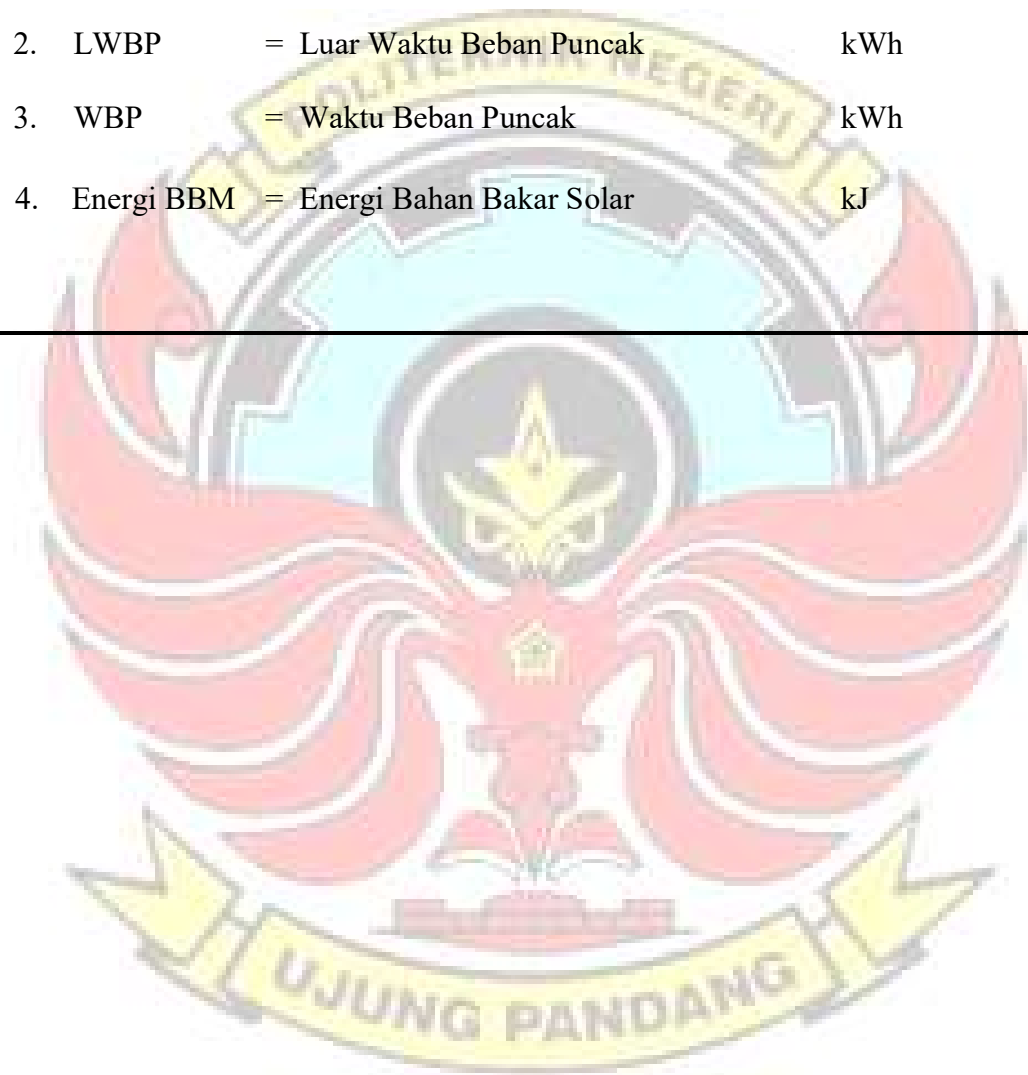 POLITEKNIK NEGERI
2. LWBP = Luar Waktu Beban Puncak kWh
3. WBP = Waktu Beban Puncak kWh
4. Energi BBM = Energi Bahan Bakar Solar kJ
UJUNG PANDANG